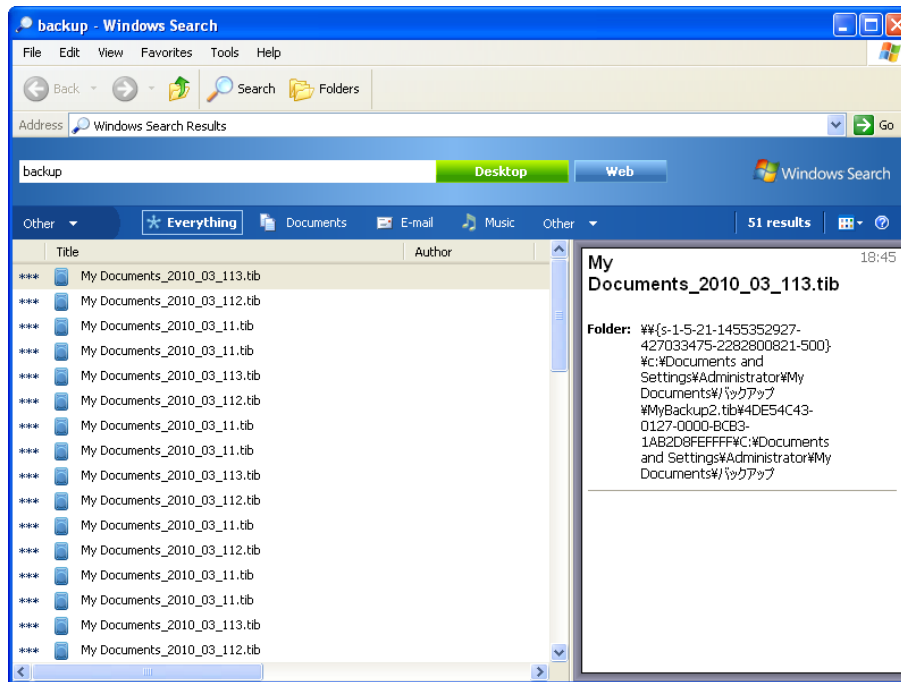 backup - Windows Search
File Edit View Favorites Tools Help
Back Search Folders
Address Windows Search Results Go
backup Desktop Web Windows Search
Other Everything Documents E-mail Music Other 51 results
Title Author
*** My Documents_2010_03_113.tib
*** My Documents_2010_03_112.tib
*** My Documents_2010_03_11.tib
*** My Documents_2010_03_11.tib
*** My Documents_2010_03_113.tib
*** My Documents_2010_03_112.tib
*** My Documents_2010_03_11.tib
*** My Documents_2010_03_11.tib
*** My Documents_2010_03_113.tib
*** My Documents_2010_03_112.tib
*** My Documents_2010_03_11.tib
*** My Documents_2010_03_112.tib
*** My Documents_2010_03_11.tib
*** My Documents_2010_03_11.tib
*** My Documents_2010_03_113.tib
*** My Documents_2010_03_112.tib
My 18:45
Documents_2010_03_113.tib
Folder: ¥¥{s-1-5-21-1455352927-
427033475-2282800821-500}
¥c:¥Documents and
Settings¥Administrator¥My
Documents¥バックアップ
¥MyBackup2.tib¥4DE54C43-
0127-0000-BCB3-
1AB2D8FEFFFF¥C:¥Documents
and Settings¥Administrator¥My
Documents¥バックアップ